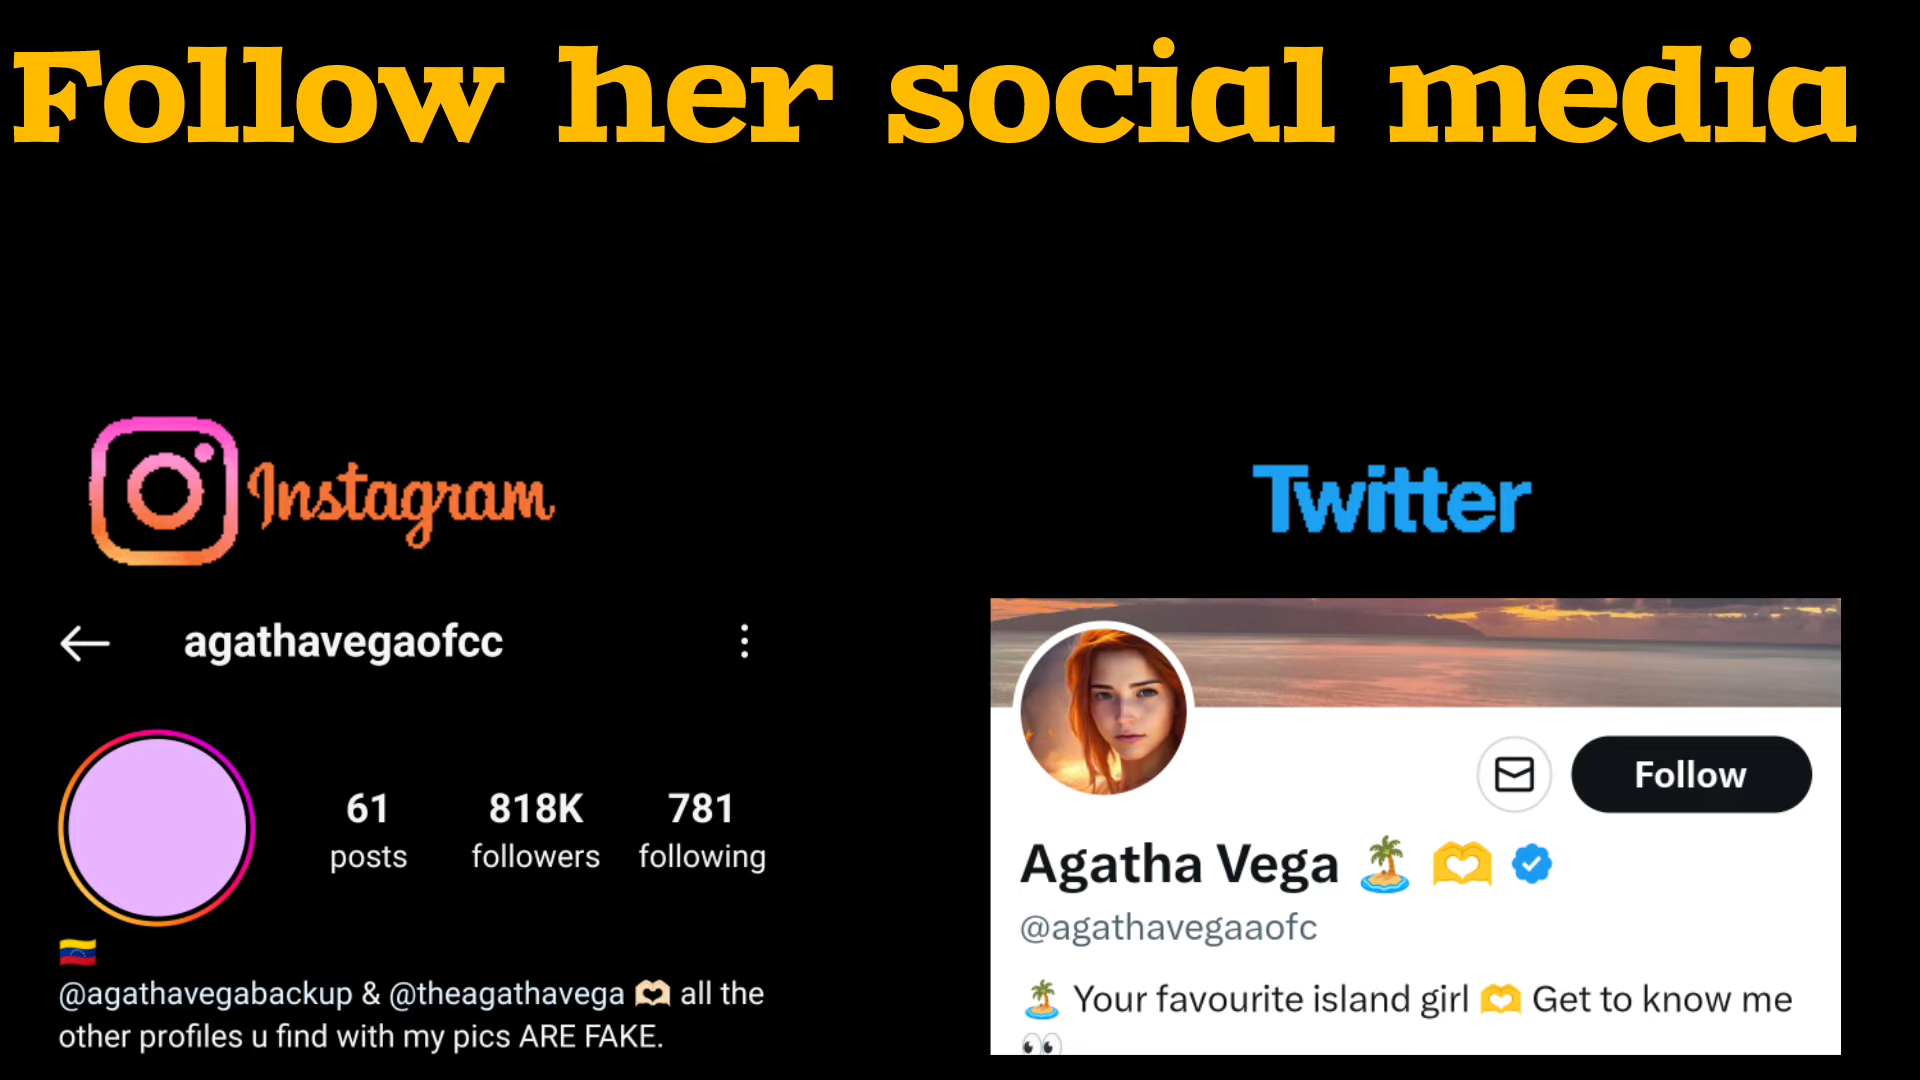 Follow her social media
Instagram
Twitter
agathavegaofcc
61 818K 781
posts followers following
🇻🇪
@agathavegabackup & @theagathavega 🫶🏻 all the
other profiles u find with my pics ARE FAKE.
Follow
Agatha Vega 🏝️ 🫶
@agathavegaaofc
🏝️ Your favourite island girl 🫶 Get to know me
👀